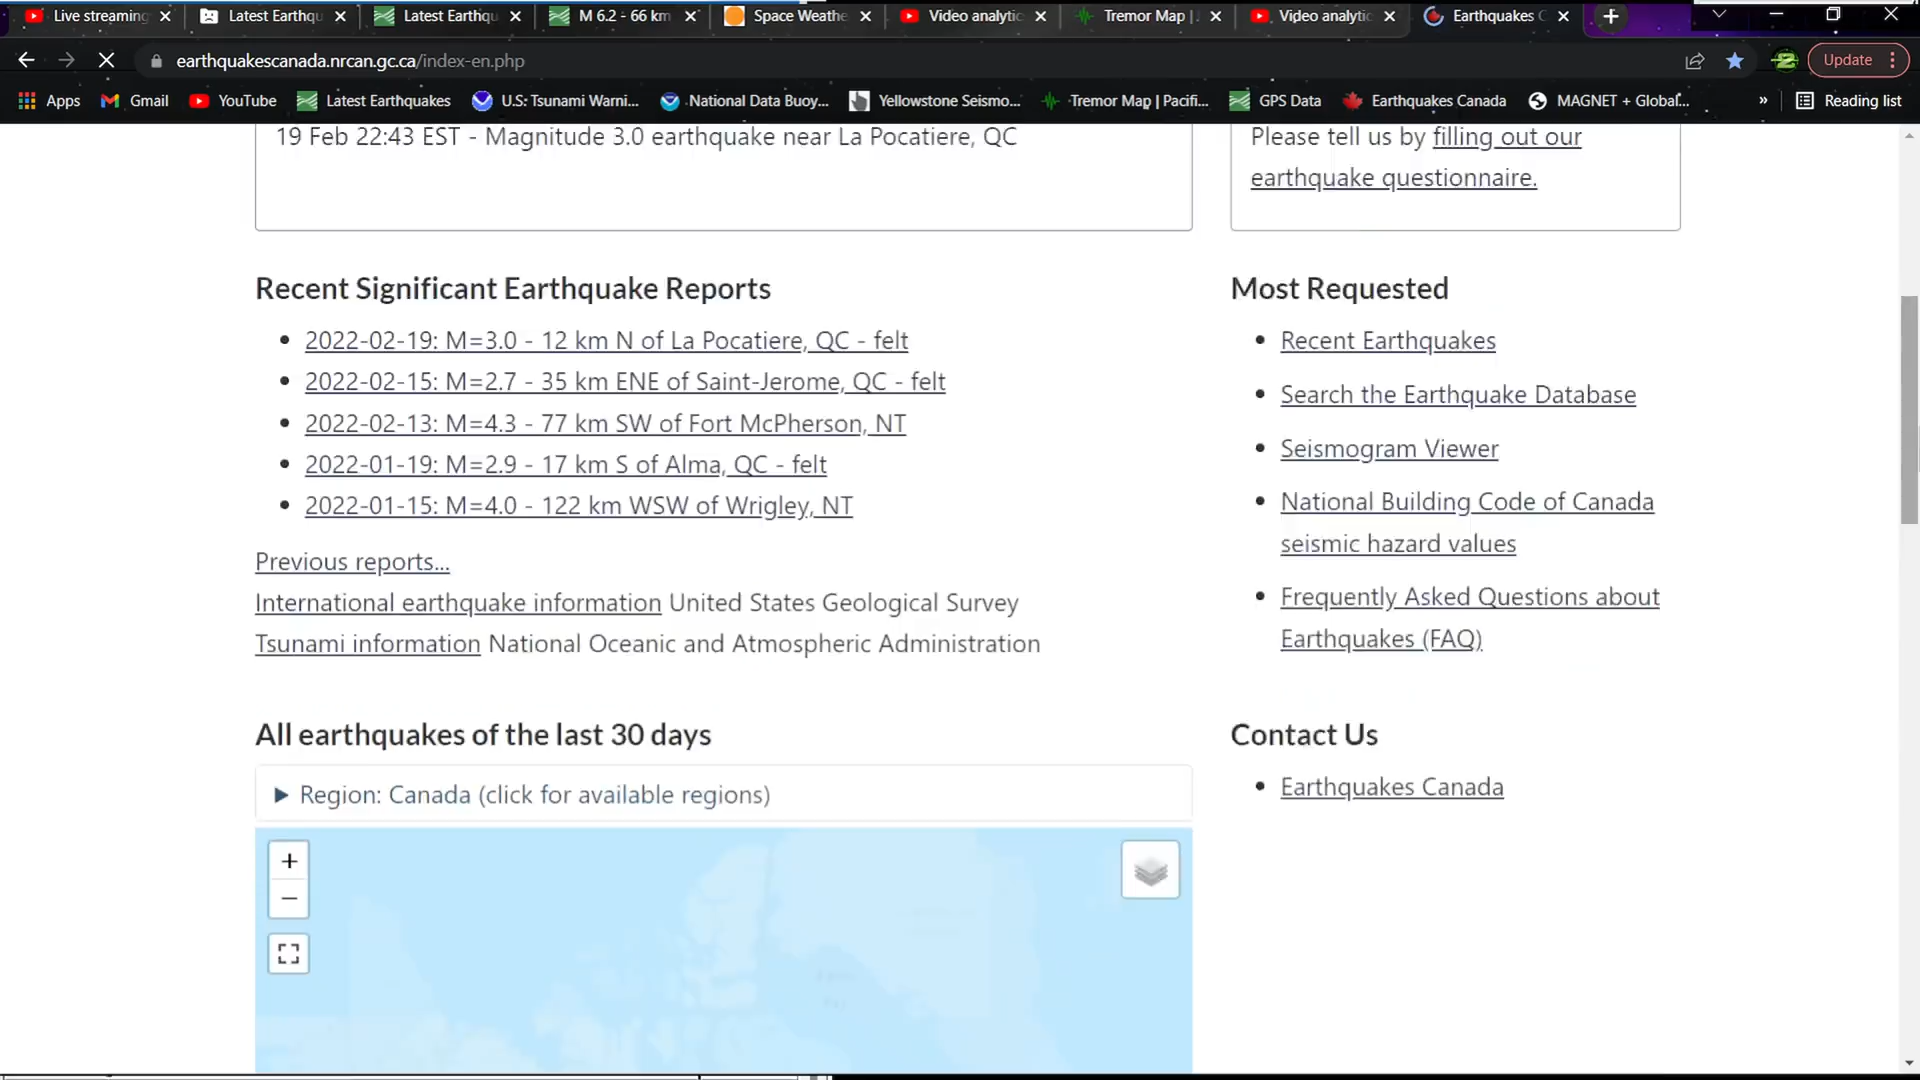 Live streaming
Latest Earthqu
Latest Earthqu
M 6.2 - 66 km
Space Weathe
Video analytic
Tremor Map |
Video analytic
Earthquakes C
earthquakescanada.nrcan.gc.ca/index-en.php
Update
Apps
Gmail
YouTube
Latest Earthquakes
U.S. Tsunami Warni...
National Data Buoy...
Yellowstone Seismo...
Tremor Map | Pacifi...
GPS Data
Earthquakes Canada
MAGNET + Global...
»
Reading list
19 Feb 22:43 EST - Magnitude 3.0 earthquake near La Pocatiere, QC
Please tell us by filling out our
earthquake questionnaire.
Recent Significant Earthquake Reports
2022-02-19: M=3.0 - 12 km N of La Pocatiere, QC - felt
2022-02-15: M=2.7 - 35 km ENE of Saint-Jerome, QC - felt
2022-02-13: M=4.3 - 77 km SW of Fort McPherson, NT
2022-01-19: M=2.9 - 17 km S of Alma, QC - felt
2022-01-15: M=4.0 - 122 km WSW of Wrigley, NT
Previous reports...
International earthquake information United States Geological Survey
Tsunami information National Oceanic and Atmospheric Administration
Most Requested
Recent Earthquakes
Search the Earthquake Database
Seismogram Viewer
National Building Code of Canada
seismic hazard values
Frequently Asked Questions about
Earthquakes (FAQ)
All earthquakes of the last 30 days
Region: Canada (click for available regions)
+
−
Contact Us
Earthquakes Canada